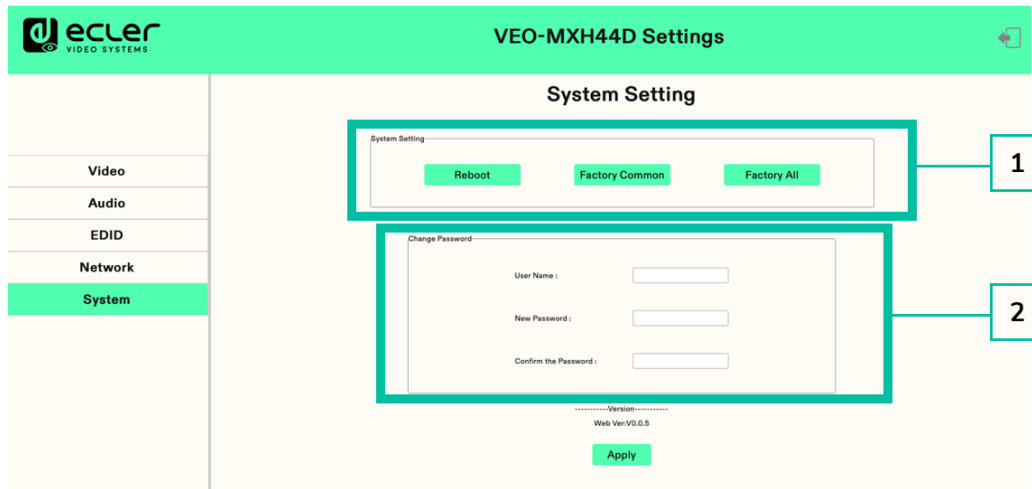 ecler
VIDEO SYSTEMS
VEO-MXH44D Settings
System Setting
System Setting
Reboot Factory Common Factory All
1
Video
Audio
EDID
Network
System
Change Password
User Name :
New Password :
Confirm the Password :
2
-----------Version-----------
Web Ver:V0.0.5
Apply